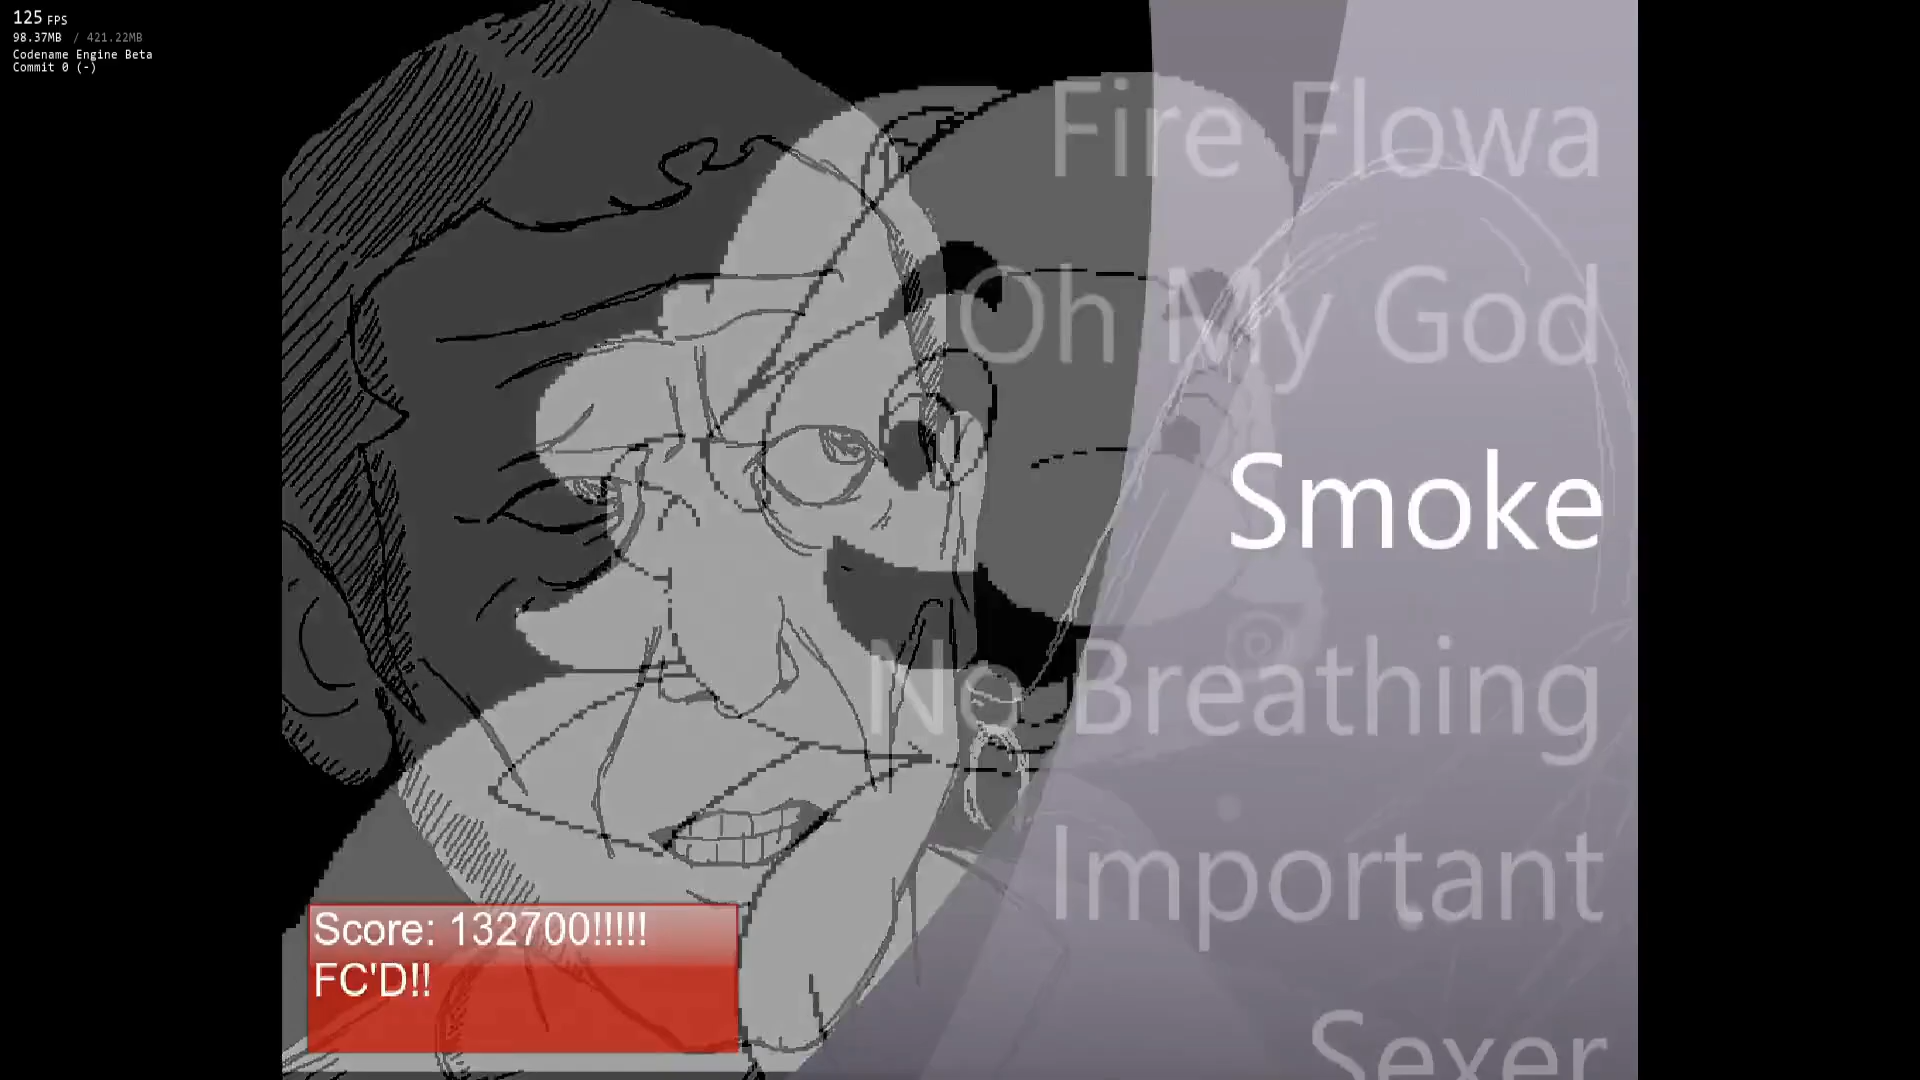 125 FPS
98.37MB / 421.22MB
Codename Engine Beta
Commit 0 (-)
Fire Flowa
Oh My God
Smoke
No Breathing
Important
Sexer
Score: 132700!!!!!
FC'D!!